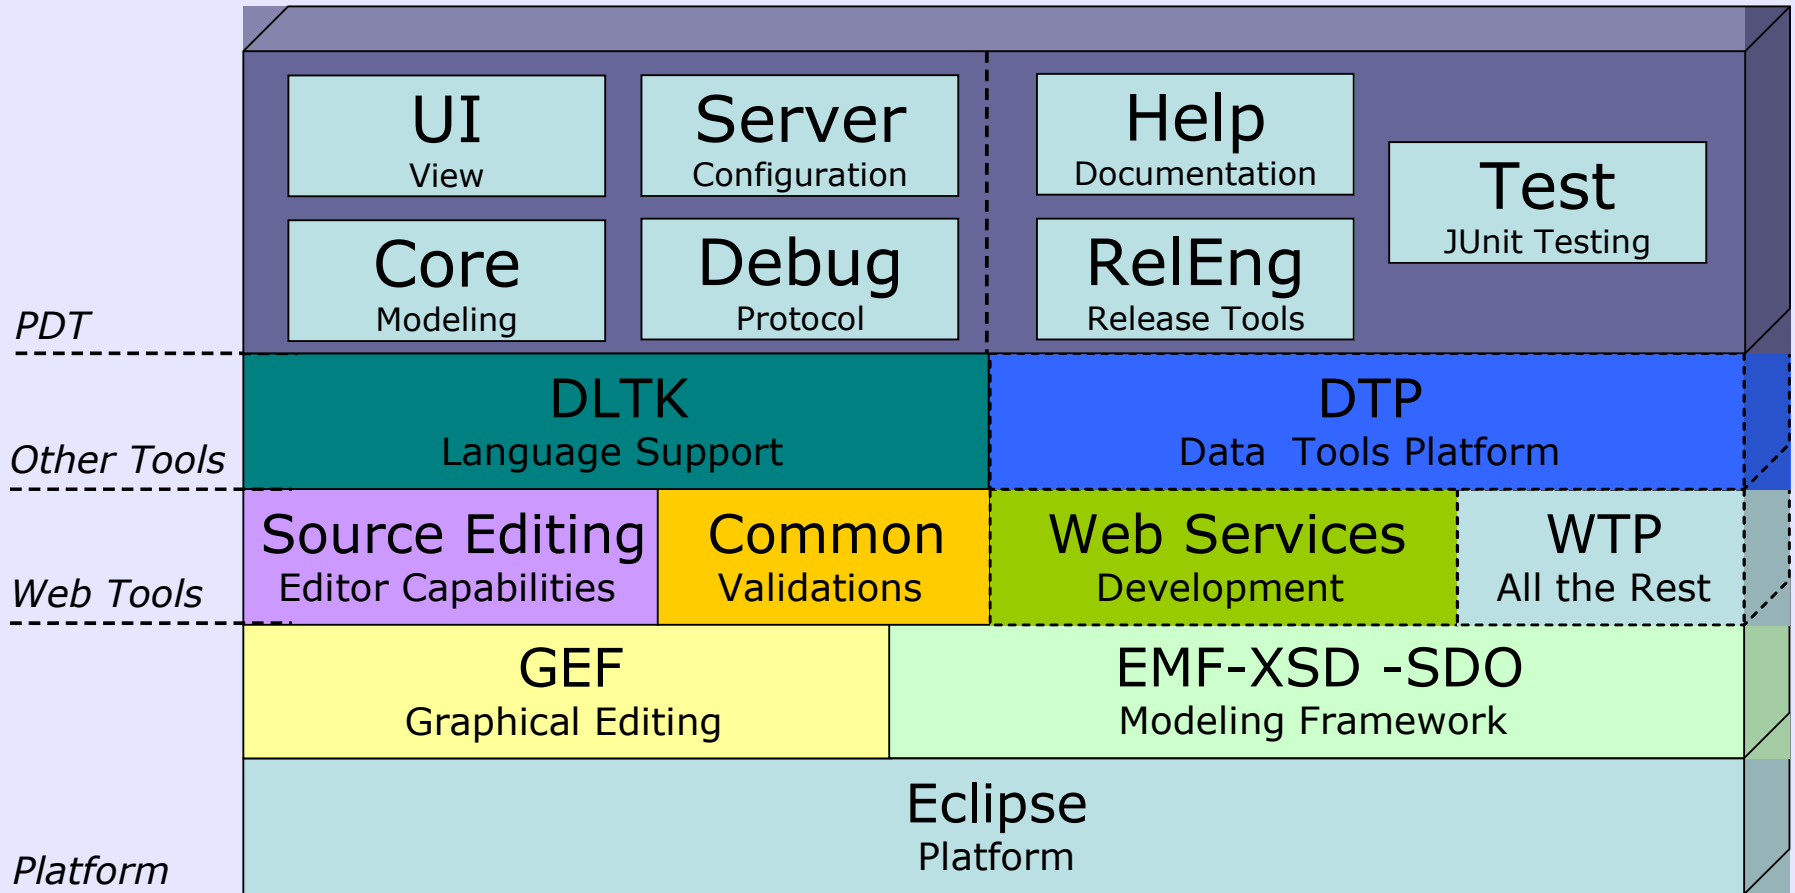 UI
View
Server
Configuration
Help
Documentation
Test
JUnit Testing
Core
Modeling
Debug
Protocol
RelEng
Release Tools
PDT
DLTK
Language Support
DTP
Data  Tools Platform
Other Tools
Source Editing
Editor Capabilities
Common
Validations
Web Services
Development
WTP
All the Rest
Web Tools
GEF
Graphical Editing
EMF-XSD -SDO
Modeling Framework
Eclipse
Platform
Platform